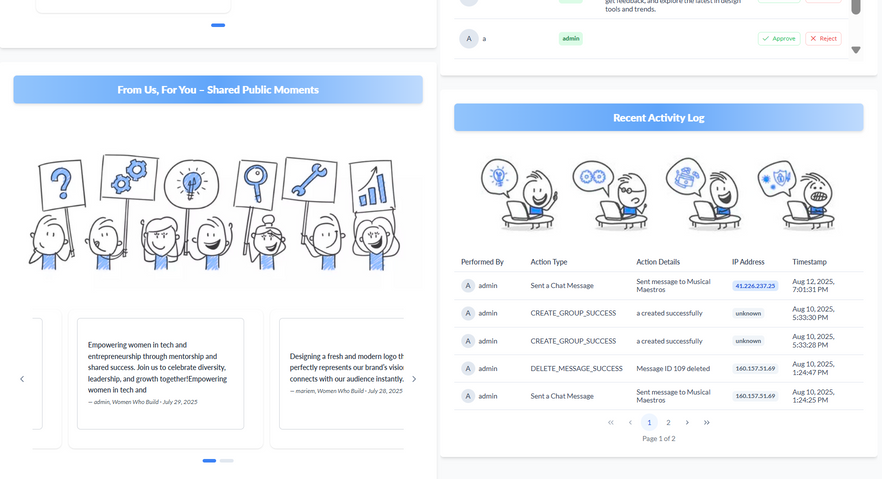 From Us, For You – Shared Public Moments
?
Empowering women in tech and
entrepreneurship through mentorship and
shared success. Join us to celebrate diversity,
leadership, and growth together!Empowering
women in tech and
— admin, Women Who Build • July 29, 2025
Designing a fresh and modern logo th
perfectly represents our brand's vision
connects with our audience instantly.
— mariem, Women Who Build • July 28, 2025
get feedback, and explore the latest in design
tools and trends.
A a admin Approve Reject
Recent Activity Log
Performed By Action Type Action Details IP Address Timestamp
A admin Sent a Chat Message Sent message to Musical Maestros 41.226.237.25 Aug 12, 2025, 7:01:31 PM
A admin CREATE_GROUP_SUCCESS a created successfully unknown Aug 10, 2025, 5:33:30 PM
A admin CREATE_GROUP_SUCCESS a created successfully unknown Aug 10, 2025, 5:33:28 PM
A admin DELETE_MESSAGE_SUCCESS Message ID 109 deleted 160.157.51.69 Aug 10, 2025, 1:24:47 PM
A admin Sent a Chat Message Sent message to Musical Maestros 160.157.51.69 Aug 10, 2025, 1:24:25 PM
« ‹ 1 2 › »
Page 1 of 2